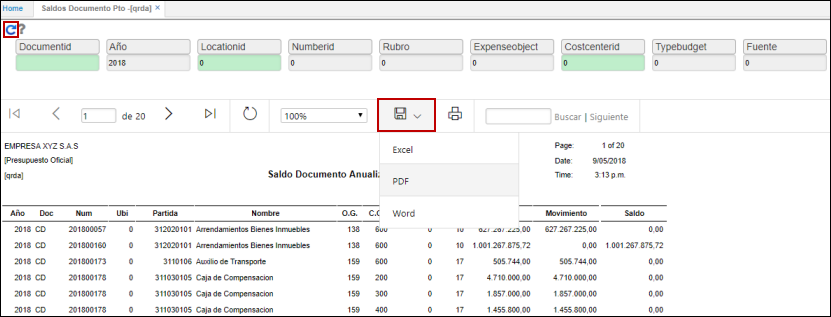 Home Saldos Documento Pto -[qrda] ×
?
Documentid Año Locationid Numberid Rubro Expenseobject Costcenterid Typebudget Fuente
2018 0 0 0 0 0 0 0
1 de 20 100% Buscar | Siguiente
Excel
PDF
Word
EMPRESA XYZ S.A.S Page: 1 of 20
[Presupuesto Oficial] Date: 9/05/2018
[qrda] Saldo Documento Anualiz Time: 3:13 p.m.
Año Doc Num Ubi Partida Nombre O.G. C.C. Movimiento Saldo
2018 CD 201800057 0 312020101 Arrendamientos Bienes Inmuebles 138 600 0 10 627.267.225,00 627.267.225,00 0,00
2018 CD 201800160 0 312020101 Arrendamientos Bienes Inmuebles 138 600 0 10 1.001.267.875,72 0,00 1.001.267.875,72
2018 CD 201800173 0 3110106 Auxilio de Transporte 159 600 0 17 505.744,00 505.744,00 0,00
2018 CD 201800178 0 311030105 Caja de Compensacion 159 200 0 17 4.710.000,00 4.710.000,00 0,00
2018 CD 201800178 0 311030105 Caja de Compensacion 159 300 0 17 1.857.000,00 1.857.000,00 0,00
2018 CD 201800178 0 311030105 Caja de Compensacion 159 400 0 17 1.455.800,00 1.455.800,00 0,00